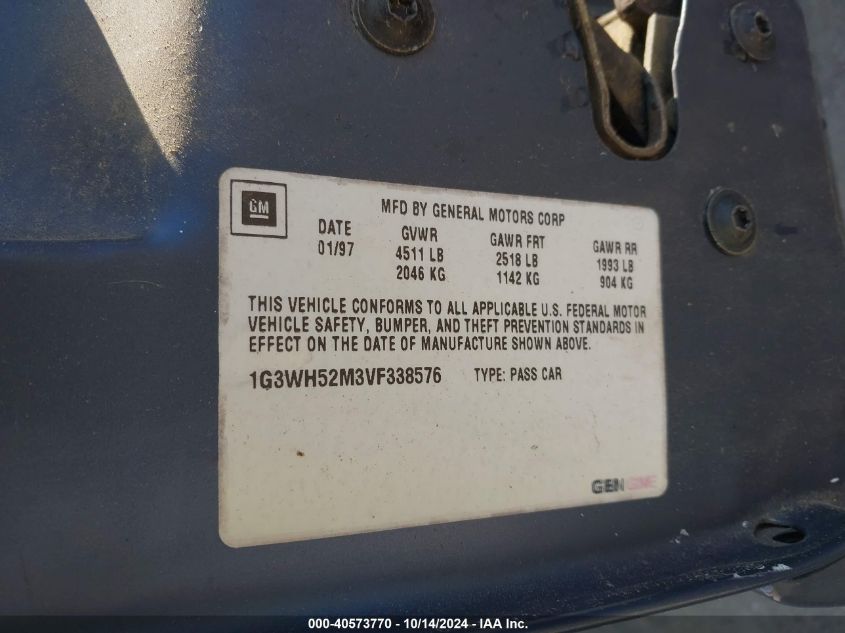 GM
MFD BY GENERAL MOTORS CORP
DATE GVWR GAWR FRT GAWR RR
01/97 4511 LB 2518 LB 1993 LB
2046 KG 1142 KG 904 KG
THIS VEHICLE CONFORMS TO ALL APPLICABLE U.S. FEDERAL MOTOR
VEHICLE SAFETY, BUMPER, AND THEFT PREVENTION STANDARDS IN
EFFECT ON THE DATE OF MANUFACTURE SHOWN ABOVE.
1G3WH52M3VF338576 TYPE: PASS CAR
000-40573770 - 10/14/2024 - © IAA Inc.